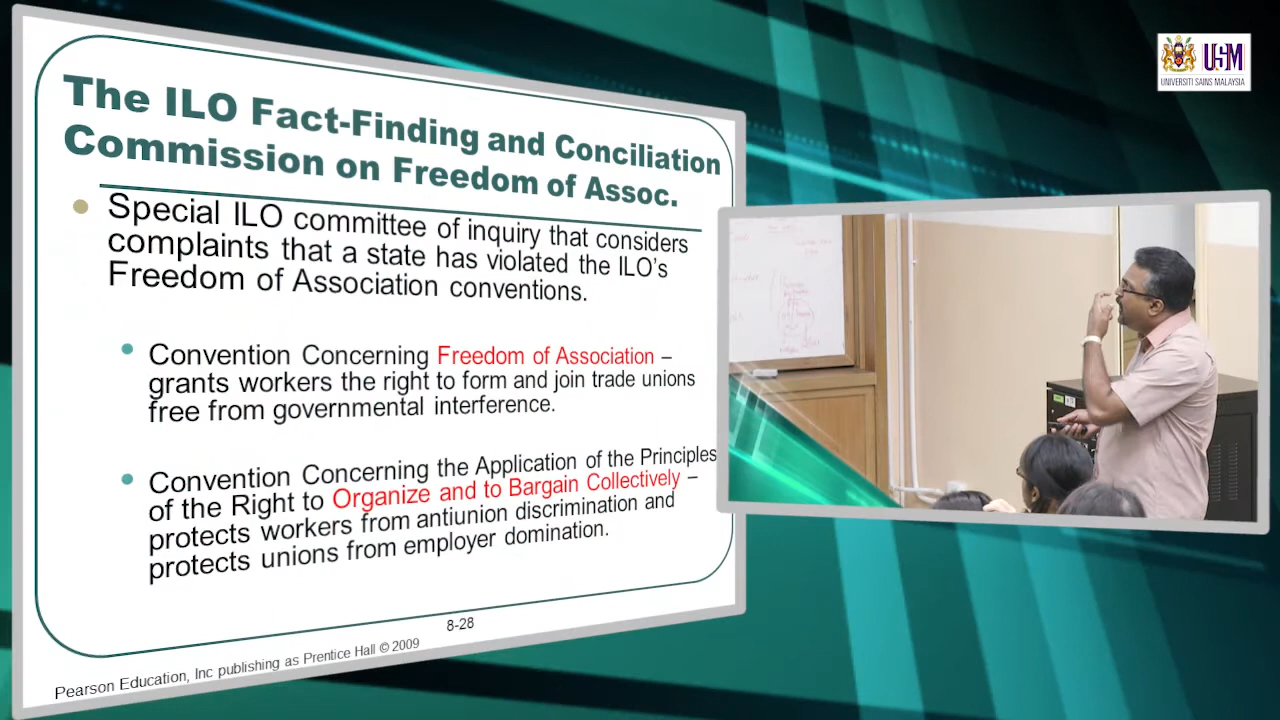 The ILO Fact-Finding and Conciliation
Commission on Freedom of Assoc.
Special ILO committee of inquiry that considers
complaints that a state has violated the ILO’s
Freedom of Association conventions.
Convention Concerning Freedom of Association –
grants workers the right to form and join trade unions
free from governmental interference.
Convention Concerning the Application of the Principles
of the Right to Organize and to Bargain Collectively –
protects workers from antiunion discrimination and
protects unions from employer domination.
8-28
Pearson Education, Inc publishing as Prentice Hall © 2009
USM
UNIVERSITI SAINS MALAYSIA